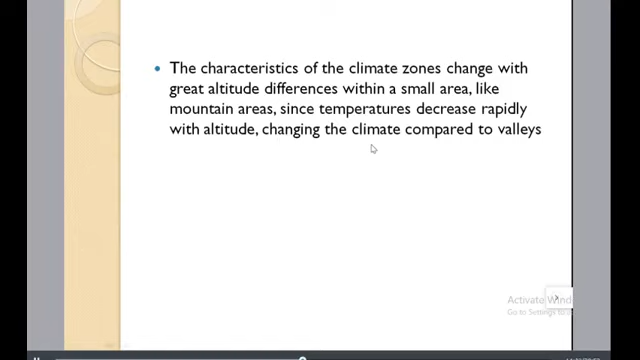 • The characteristics of the climate zones change with
great altitude differences within a small area, like
mountain areas, since temperatures decrease rapidly
with altitude, changing the climate compared to valleys
Activate Wind
Go to Settings to